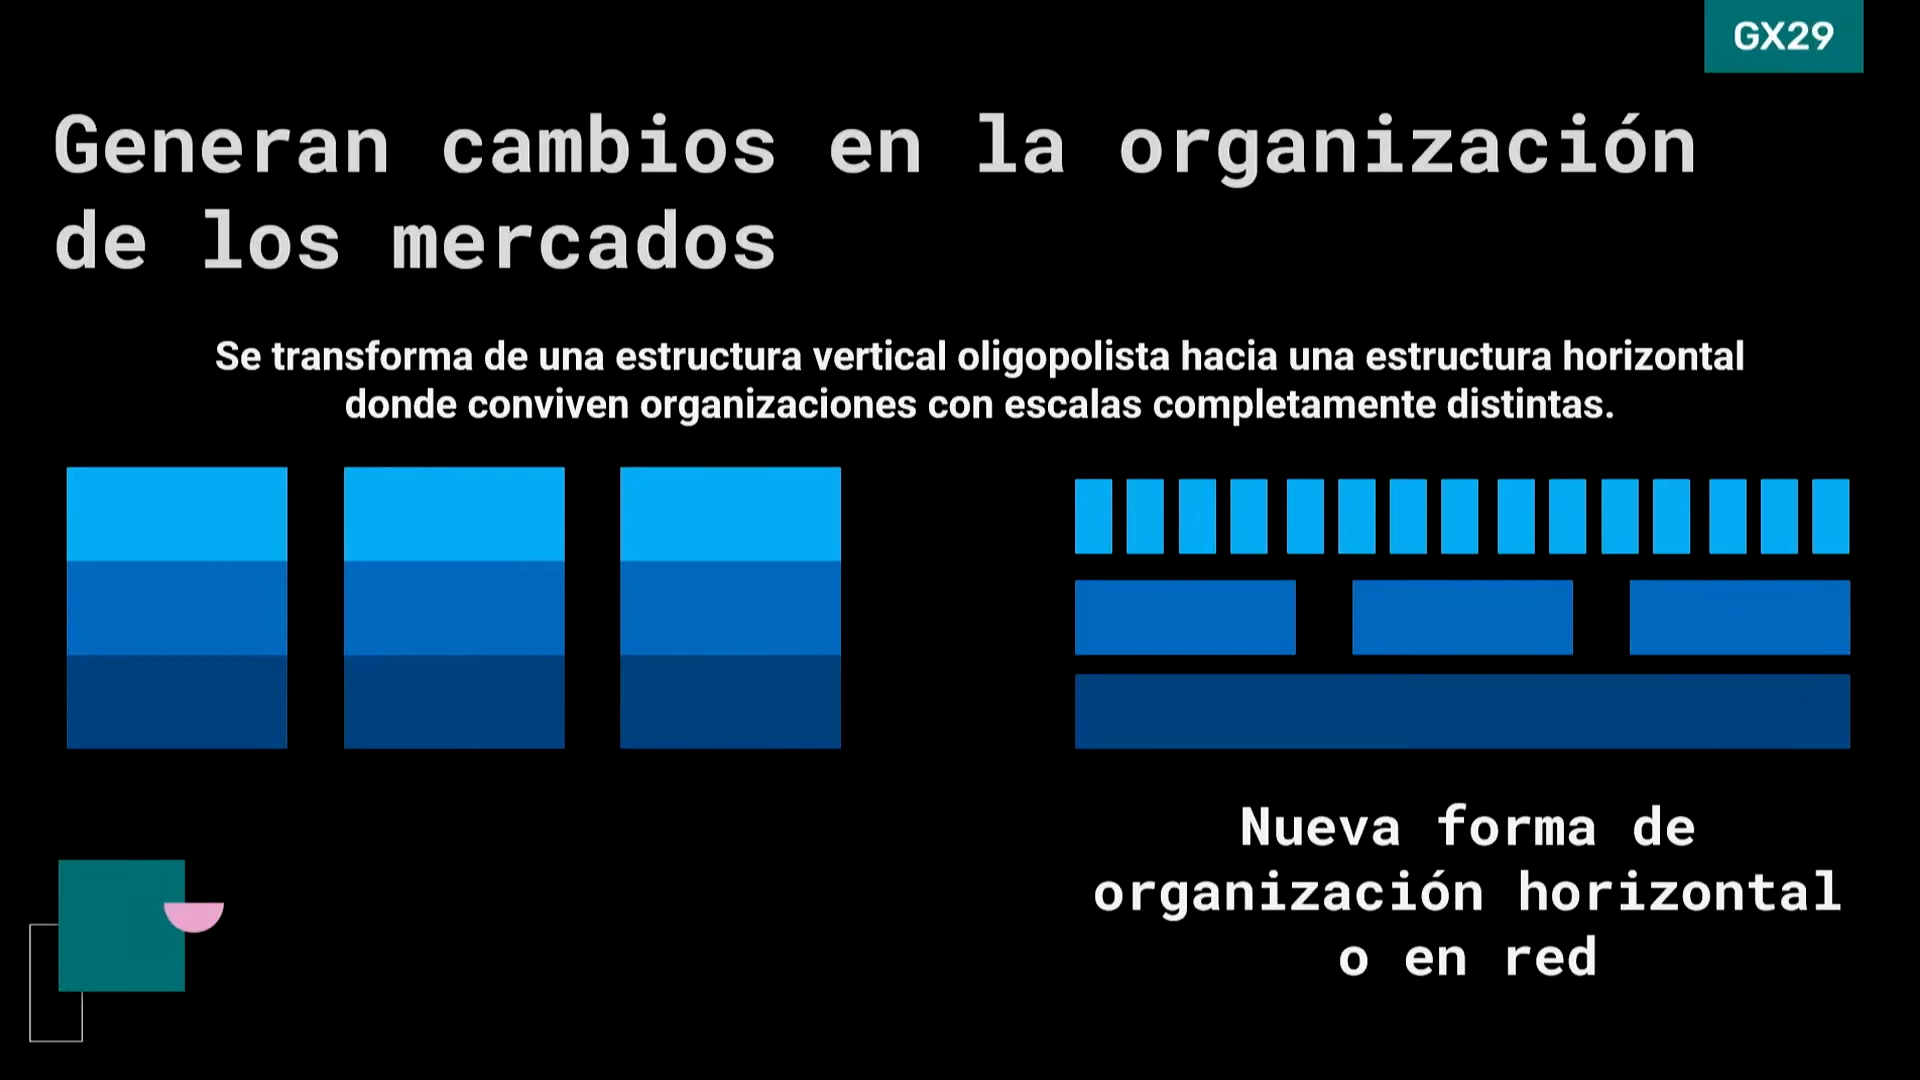 GX29
Generan cambios en la organización
de los mercados
Se transforma de una estructura vertical oligopolista hacia una estructura horizontal
donde conviven organizaciones con escalas completamente distintas.
Nueva forma de
organización horizontal
o en red